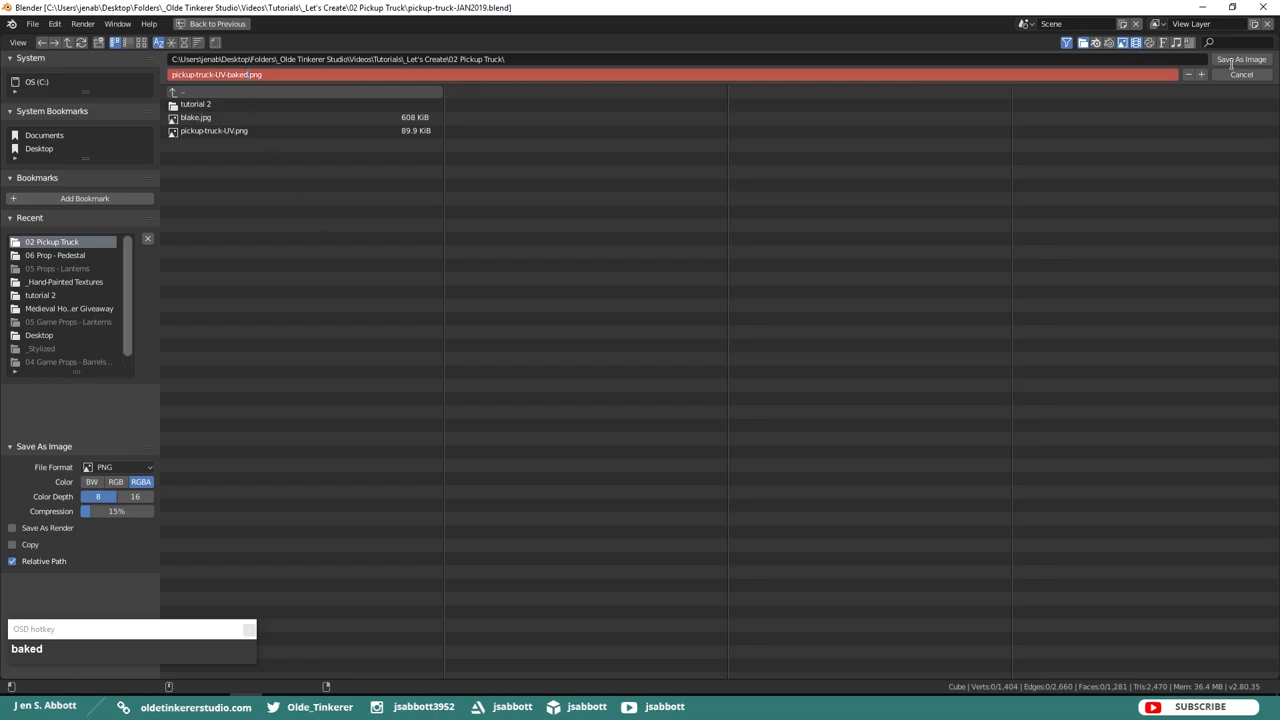 Blender [C:\Users\jenab\Desktop\Folders\_Olde Tinkerer Studio\Videos\Tutorials\_Let's Create\02 Pickup Truck\pickup-truck-JAN2019.blend]
File Edit Render Window Help Back to Previous Scene View Layer
View
System
C:\Users\jenab\Desktop\Folders\_Olde Tinkerer Studio\Videos\Tutorials\_Let's Create\02 Pickup Truck\ Save As Image
pickup-truck-UV-baked.png Cancel
OS (C:)
..
tutorial 2
blake.jpg 608 KiB
pickup-truck-UV.png 89.9 KiB
System Bookmarks
Documents
Desktop
Bookmarks
Add Bookmark
Recent
02 Pickup Truck
06 Prop - Pedestal
05 Props - Lanterns
_Hand-Painted Textures
tutorial 2
Medieval Ho..er Giveaway
05 Game Props - Lanterns
Desktop
_Stylized
04 Game Props - Barrels ..
Save As Image
File Format PNG
Color BW RGB RGBA
Color Depth 8 16
Compression 15%
Save As Render
Copy
Relative Path
OSD hotkey
baked
Cube | Verts:0/1,404 | Edges:0/2,660 | Faces:0/1,281 | Tris:2,470 | Mem: 36.4 MB | v2.80.35
J en S. Abbott oldetinkererstudio.com Olde_Tinkerer jsabbott3952 jsabbott jsabbott jsabbott SUBSCRIBE